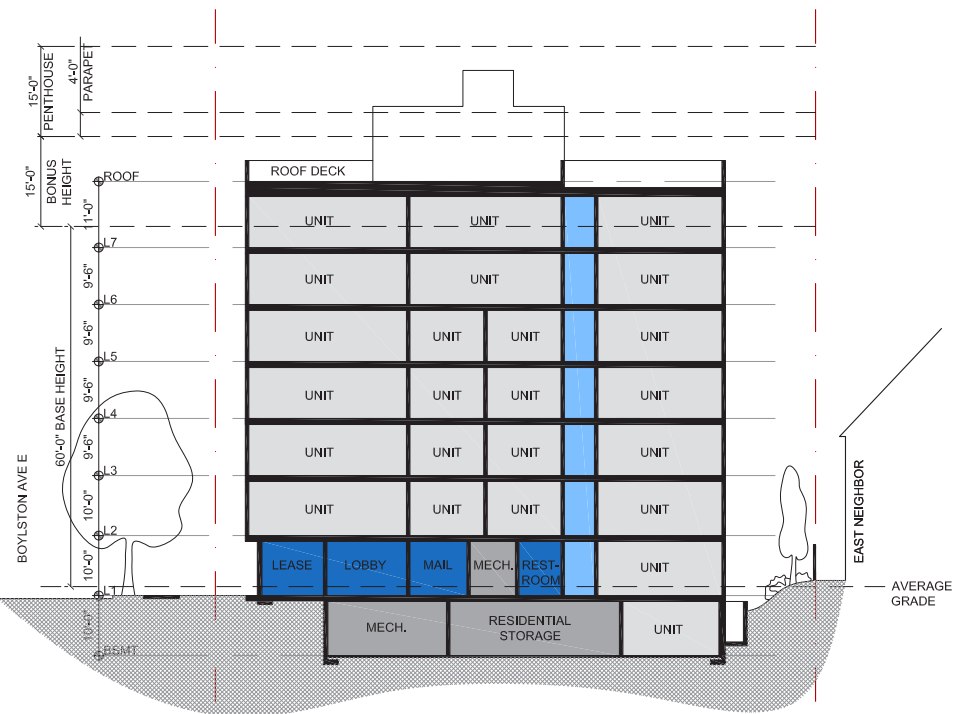 15'-0"
PENTHOUSE
4'-0"
PARAPET
15'-0"
BONUS
HEIGHT
ROOF
ROOF DECK
11'-0"
UNIT UNIT UNIT
L7
9'-6"
UNIT UNIT UNIT
L6
9'-6"
UNIT UNIT UNIT UNIT
L5
9'-6"
UNIT UNIT UNIT UNIT
L4
60'-0" BASE HEIGHT
9'-6"
UNIT UNIT UNIT UNIT
L3
10'-0"
UNIT UNIT UNIT UNIT
L2
10'-0"
LEASE LOBBY MAIL MECH. REST-
ROOM
UNIT
L1
10'-0"
MECH. RESIDENTIAL
STORAGE
UNIT
BSMT
BOYLSTON AVE E
EAST NEIGHBOR
AVERAGE
GRADE